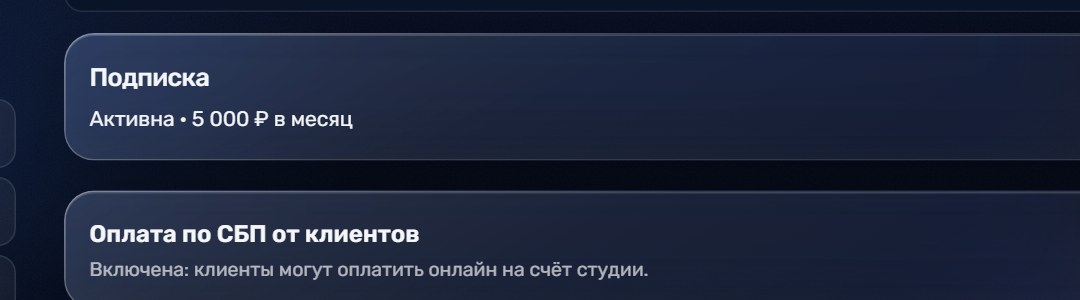 Подписка
Активна • 5 000 ₽ в месяц
Оплата по СБП от клиентов
Включена: клиенты могут оплатить онлайн на счёт студии.